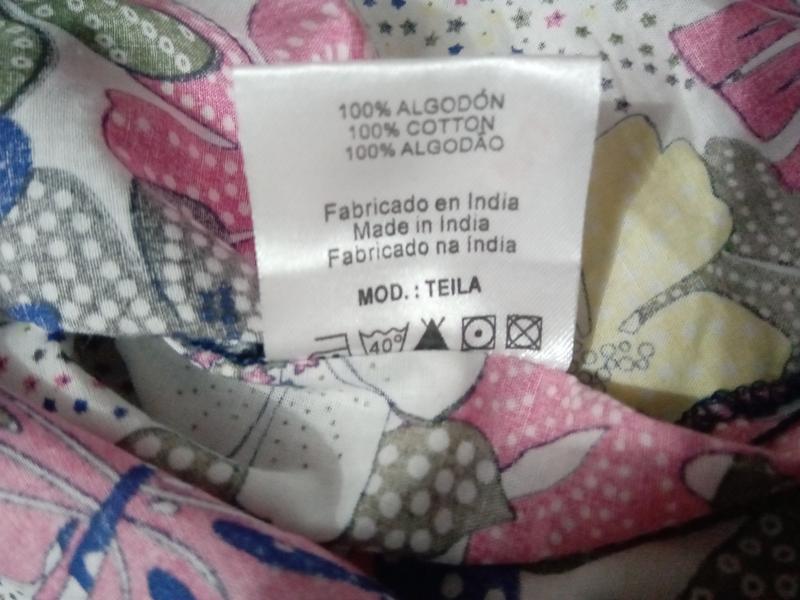 100% ALGODÓN
100% COTTON
100% ALGODÃO
Fabricado en India
Made in India
Fabricado na Índia
MOD.: TEILA
40°